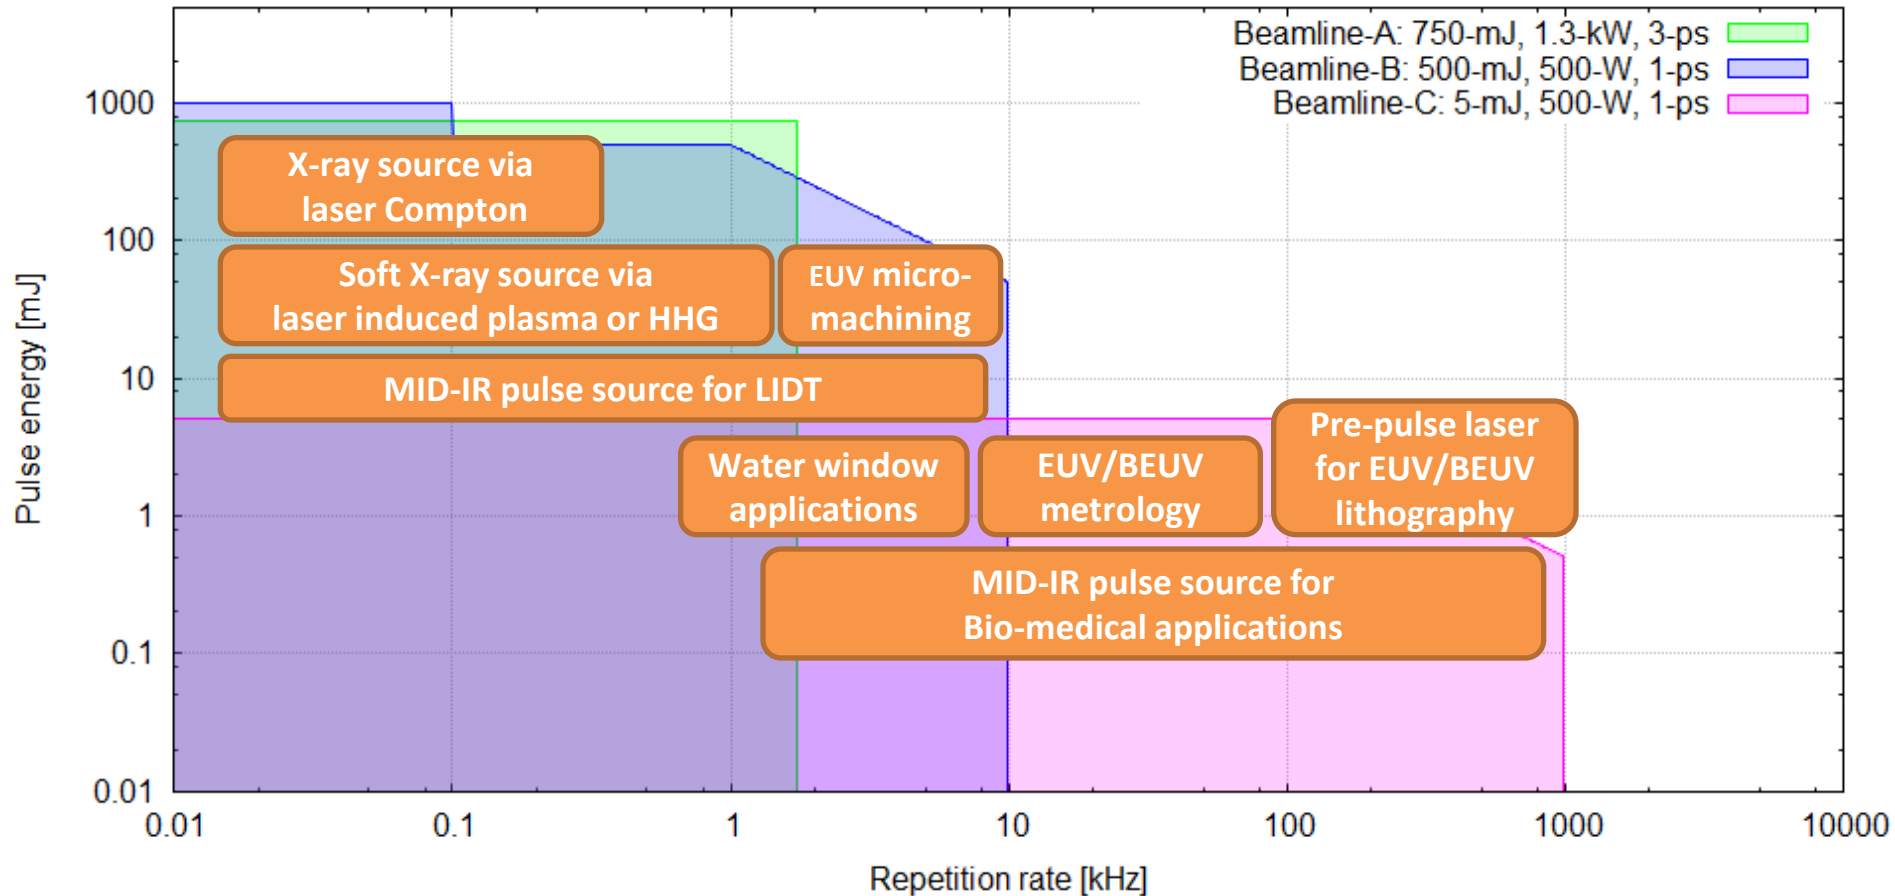 Beamline-A: 750-mJ, 1.3-kW, 3-ps
Beamline-B: 500-mJ, 500-W, 1-ps
Beamline-C: 5-mJ, 500-W, 1-ps
1000
100
10
1
0.1
0.01
Pulse energy [mJ]
X-ray source via
laser Compton
Soft X-ray source via
laser induced plasma or HHG
EUV micro-
machining
MID-IR pulse source for LIDT
Water window
applications
EUV/BEUV
metrology
Pre-pulse laser
for EUV/BEUV
lithography
MID-IR pulse source for
Bio-medical applications
0.01 0.1 1 10 100 1000 10000
Repetition rate [kHz]